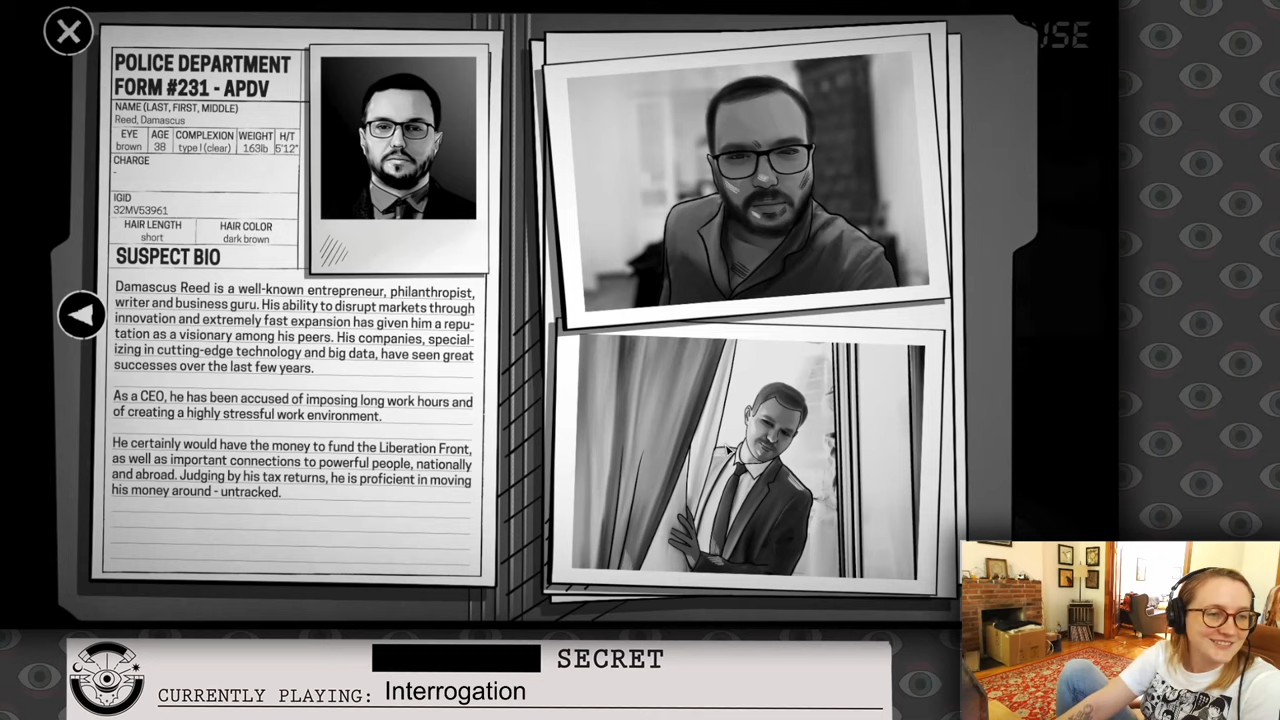 USE
POLICE DEPARTMENT
FORM #231 - APDV
NAME (LAST, FIRST, MIDDLE)
Reed, Damascus
EYE AGE COMPLEXION WEIGHT H/T
brown 38 type I (clear) 163lb 5'12"
CHARGE
-
IGID
32MV53961
HAIR LENGTH HAIR COLOR
short dark brown
SUSPECT BIO
Damascus Reed is a well-known entrepreneur, philanthropist,
writer and business guru. His ability to disrupt markets through
innovation and extremely fast expansion has given him a repu-
tation as a visionary among his peers. His companies, special-
izing in cutting-edge technology and big data, have seen great
successes over the last few years.
As a CEO, he has been accused of imposing long work hours and
of creating a highly stressful work environment.
He certainly would have the money to fund the Liberation Front,
as well as important connections to powerful people, nationally
and abroad. Judging by his tax returns, he is proficient in moving
his money around - untracked.
SECRET
CURRENTLY PLAYING: Interrogation